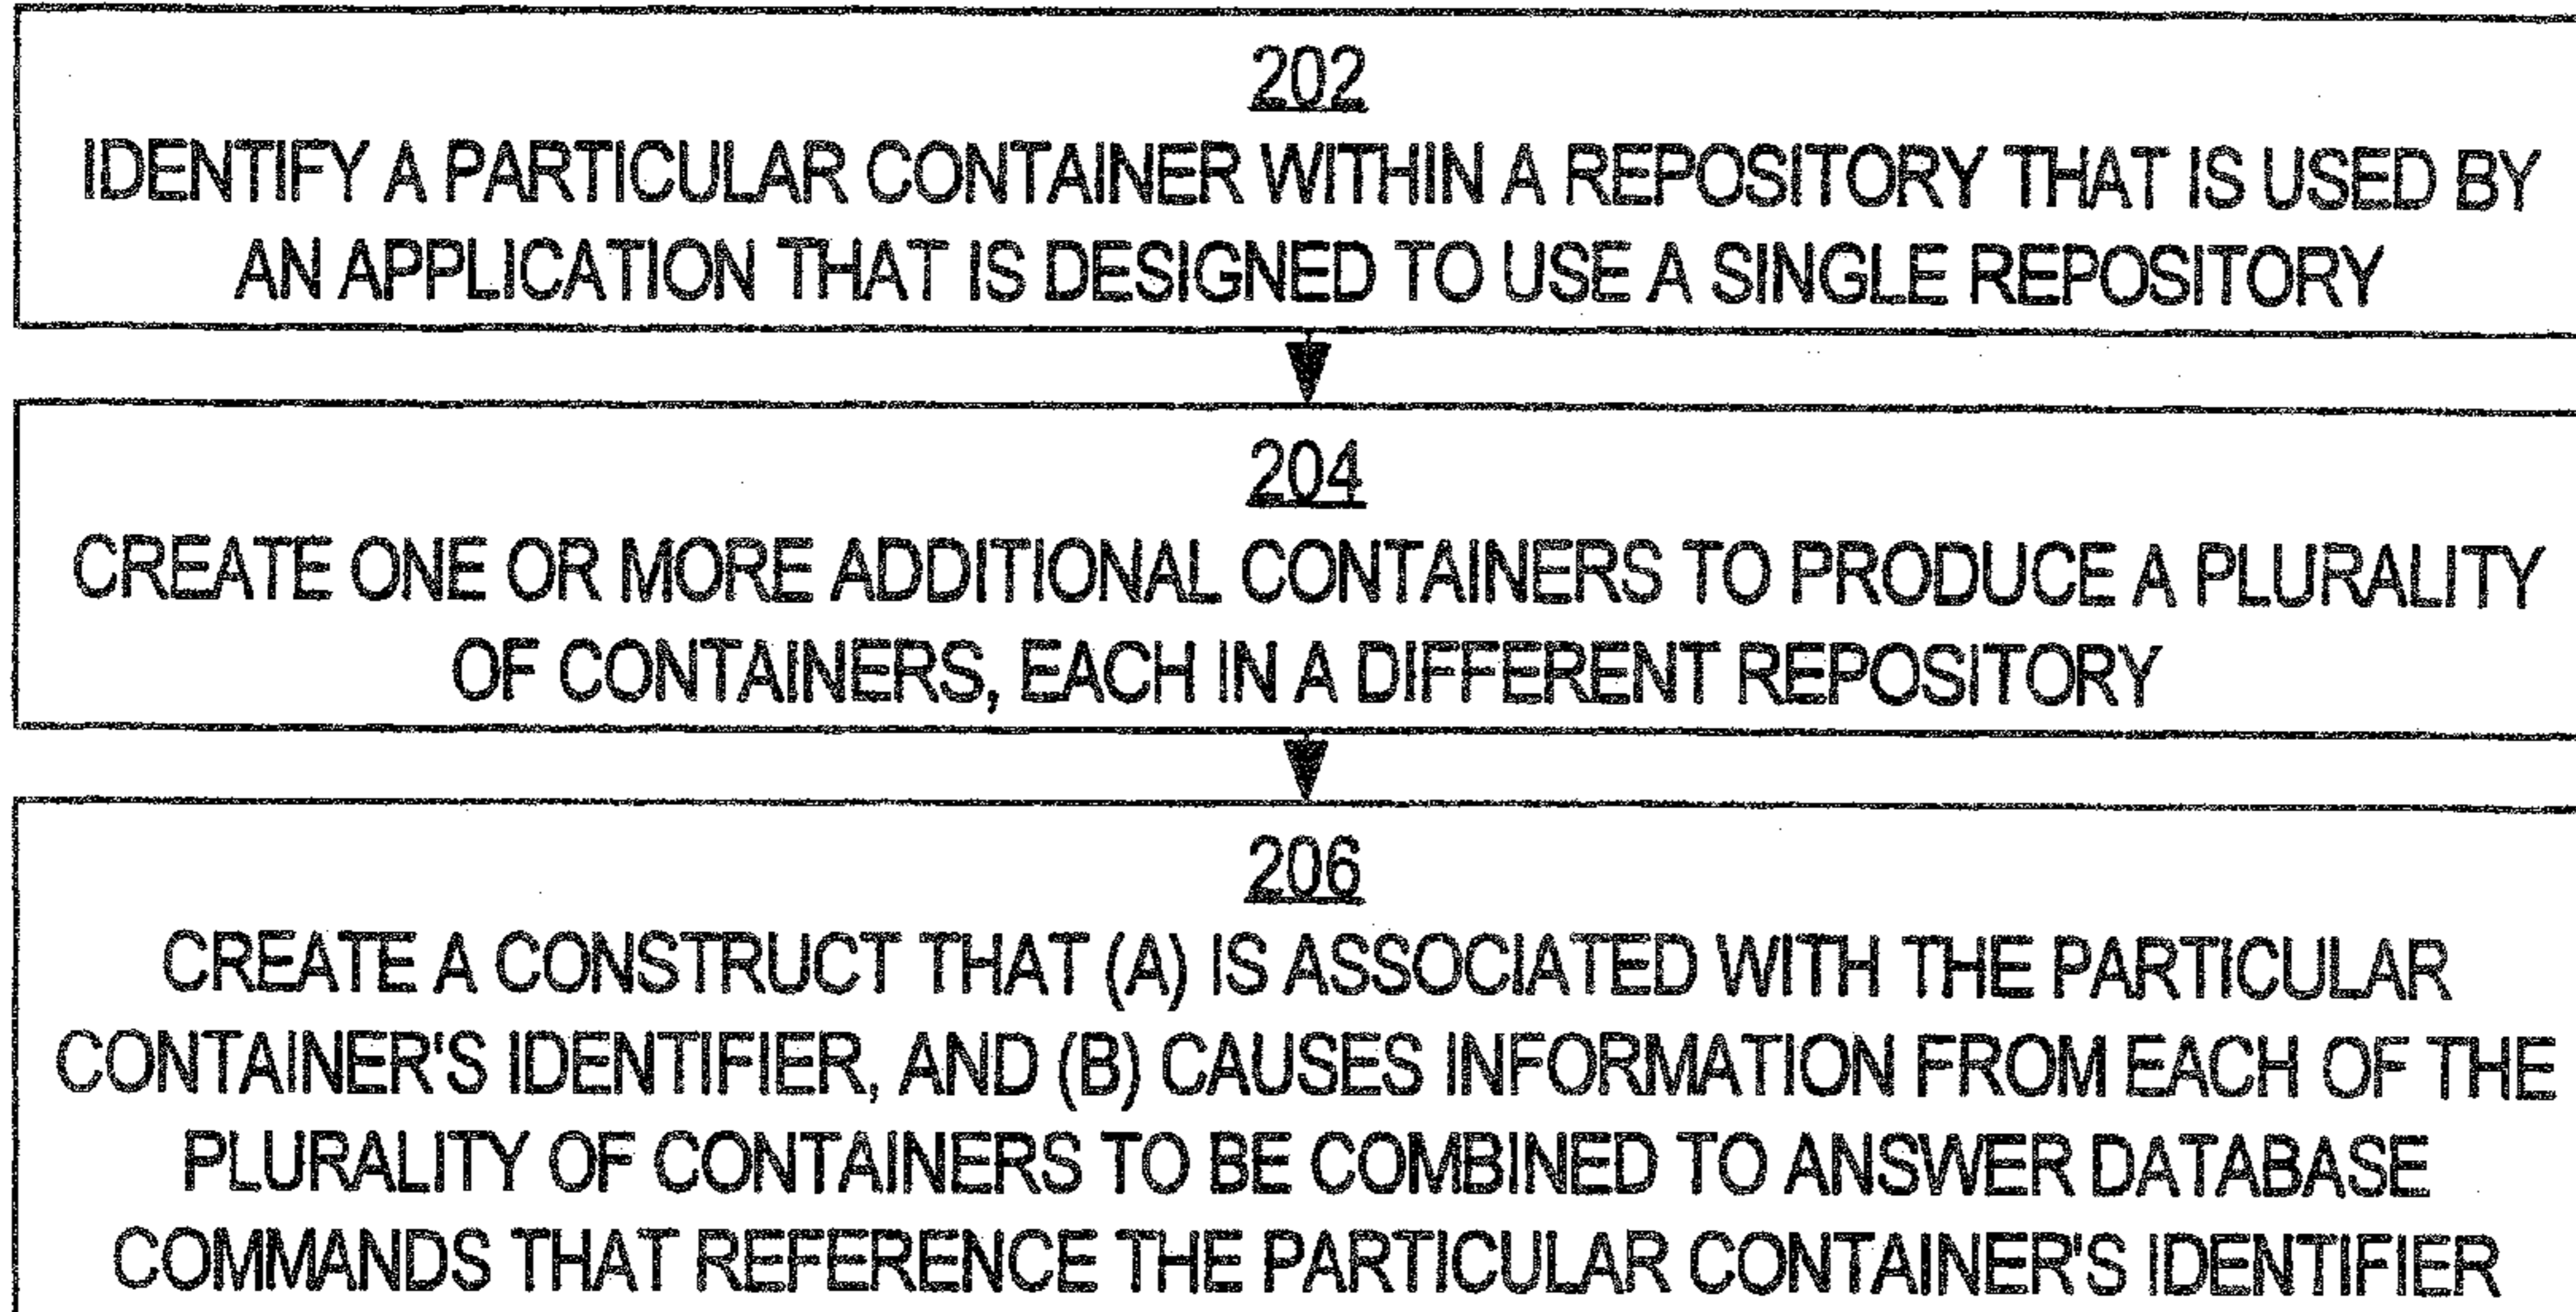 202
IDENTIFY A PARTICULAR CONTAINER WITHIN A REPOSITORY THAT IS USED BY
AN APPLICATION THAT IS DESIGNED TO USE A SINGLE REPOSITORY
204
CREATE ONE OR MORE ADDITIONAL CONTAINERS TO PRODUCE A PLURALITY
OF CONTAINERS, EACH IN A DIFFERENT REPOSITORY
206
CREATE A CONSTRUCT THAT (A) IS ASSOCIATED WITH THE PARTICULAR
CONTAINER'S IDENTIFIER, AND (B) CAUSES INFORMATION FROM EACH OF THE
PLURALITY OF CONTAINERS TO BE COMBINED TO ANSWER DATABASE
COMMANDS THAT REFERENCE THE PARTICULAR CONTAINER'S IDENTIFIER